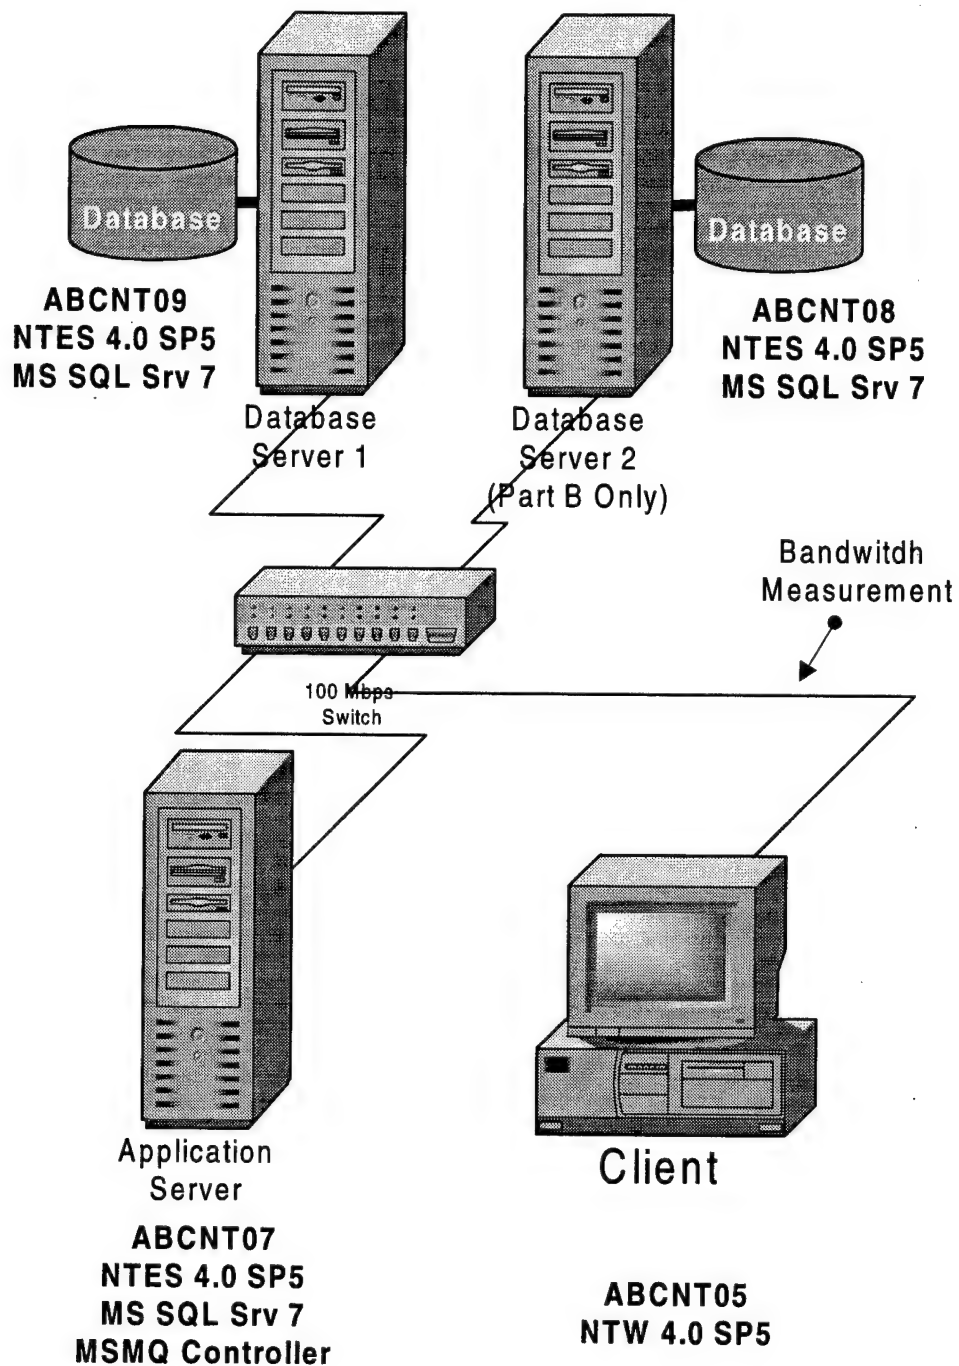 Database
ABCNT09
NTES 4.0 SP5
MS SQL Srv 7
Database
Server 1
Database
ABCNT08
NTES 4.0 SP5
MS SQL Srv 7
Database
Server 2
(Part B Only)
Bandwitdh
Measurement
100 Mbps
Switch
Application
Server
ABCNT07
NTES 4.0 SP5
MS SQL Srv 7
MSMQ Controller
Client
ABCNT05
NTW 4.0 SP5